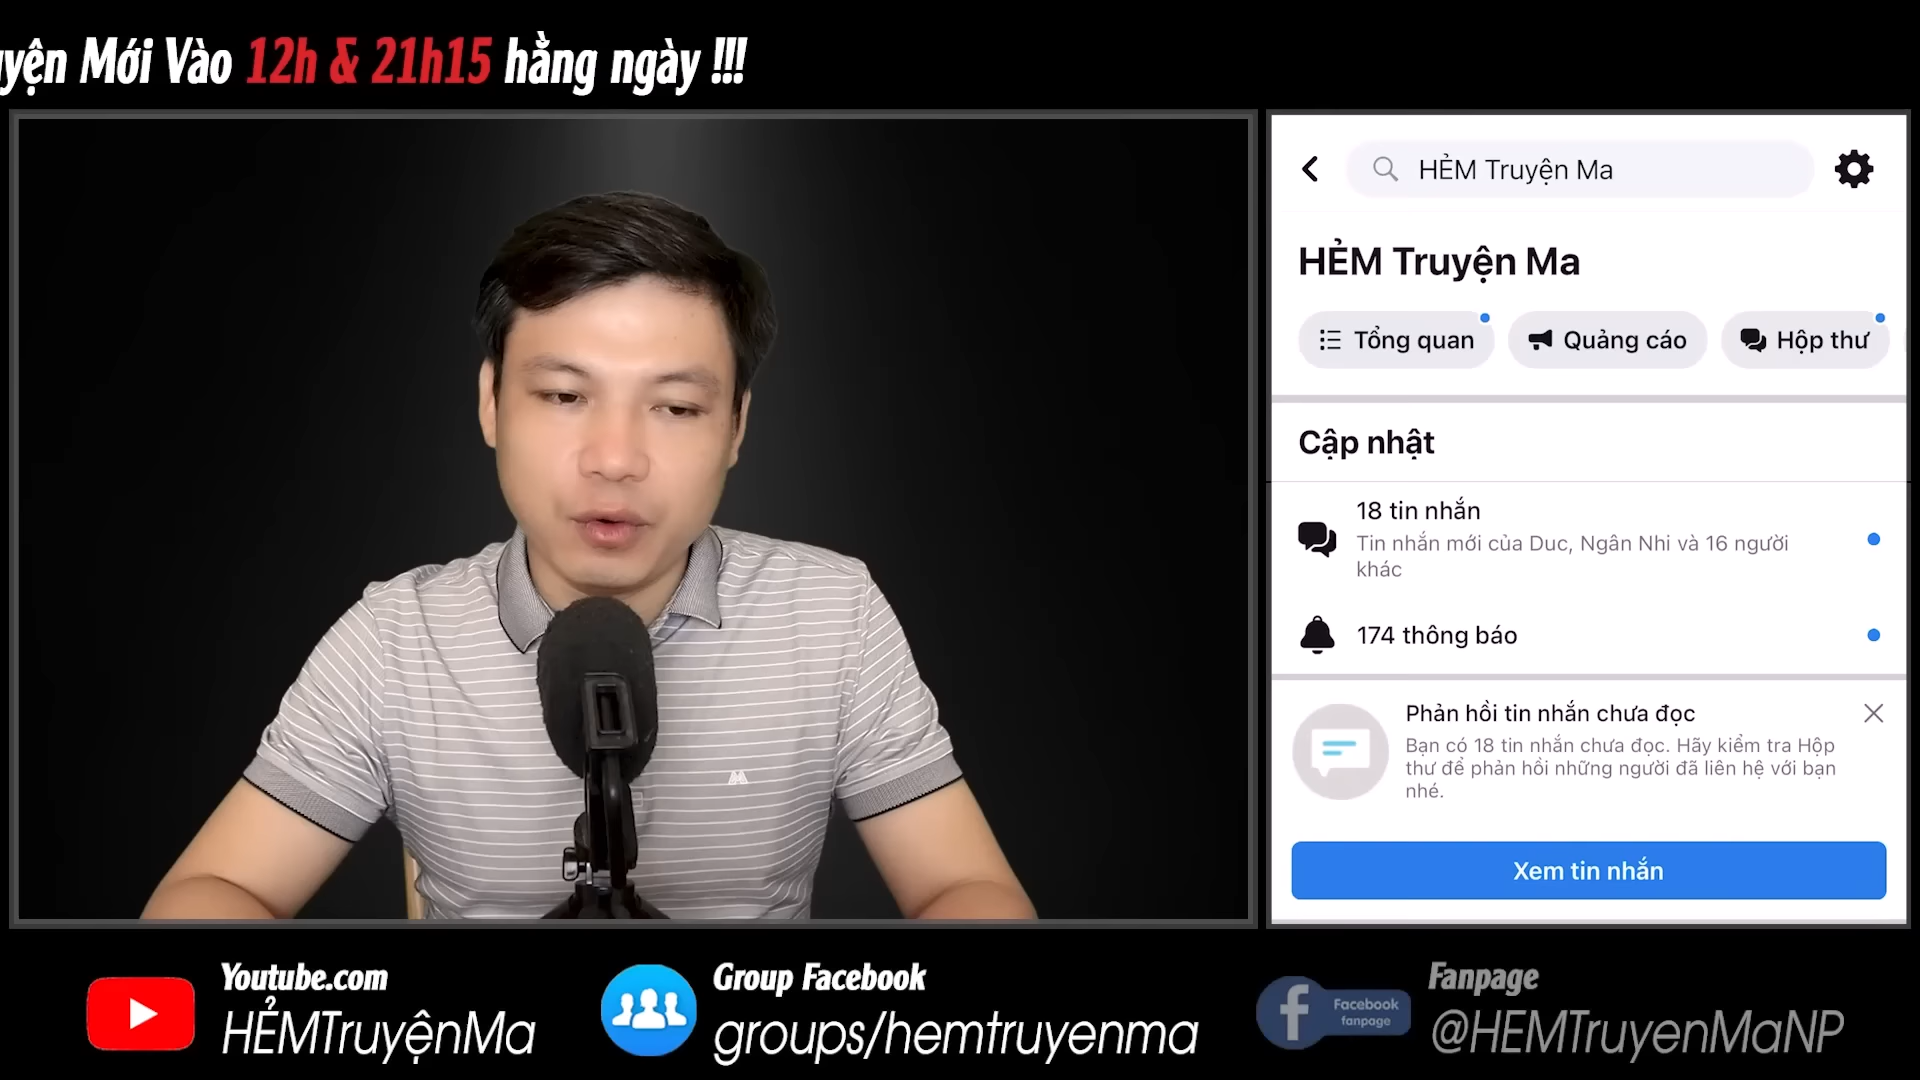 yện Mới Vào 12h & 21h15 hằng ngày !!!
HẺM Truyện Ma
HẺM Truyện Ma
Tổng quan
Quảng cáo
Hộp thư
Cập nhật
18 tin nhắn
Tin nhắn mới của Duc, Ngân Nhi và 16 người
khác
174 thông báo
Phản hồi tin nhắn chưa đọc
Bạn có 18 tin nhắn chưa đọc. Hãy kiểm tra Hộp
thư để phản hồi những người đã liên hệ với bạn
nhé.
Xem tin nhắn
Youtube.com
HẺMTruyệnMa
Group Facebook
groups/hemtruyenma
Facebook
fanpage
Fanpage
@HEMTruyenMaNP